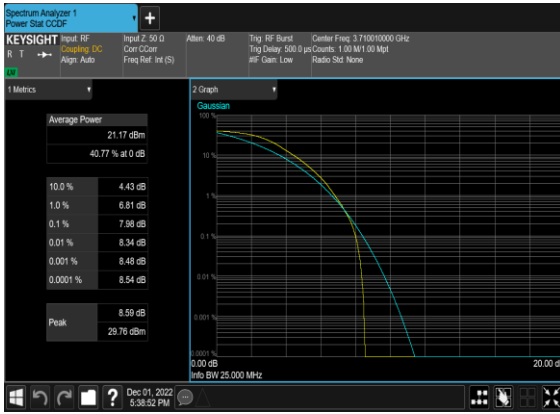 Spectrum Analyzer 1
Power Stat CCDF
+
KEYSIGHT Input: RF Input Z: 50 Ω Atten: 40 dB Trig: RF Burst Center Freq: 3.710010000 GHz
R T Coupling: DC Corr CCorr Trig Delay: 500.0 µs Counts: 1.00 M/1.00 Mpt
Align: Auto Freq Ref: Int (S) #IF Gain: Low Radio Std: None
1 Metrics
2 Graph
Average Power
21.17 dBm
40.77 % at 0 dB
10.0 % 4.43 dB
1.0 % 6.81 dB
0.1 % 7.98 dB
0.01 % 8.34 dB
0.001 % 8.48 dB
0.0001 % 8.54 dB
Peak 8.59 dB
29.76 dBm
Gaussian
100 %
10 %
1 %
0.1 %
0.01 %
0.001 %
0.0001 %
0.00 dB 20.00 d
Info BW 25.000 MHz
? Dec 01, 2022
5:38:52 PM